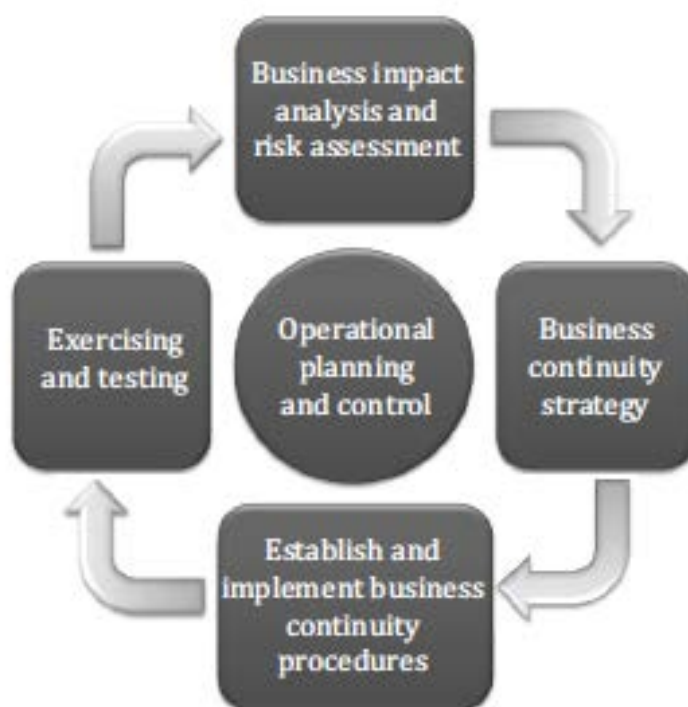 Business impact
analysis and
risk assessment
Exercising
and testing
Operational
planning
and control
Business
continuity
strategy
Establish and
implement business
continuity
procedures